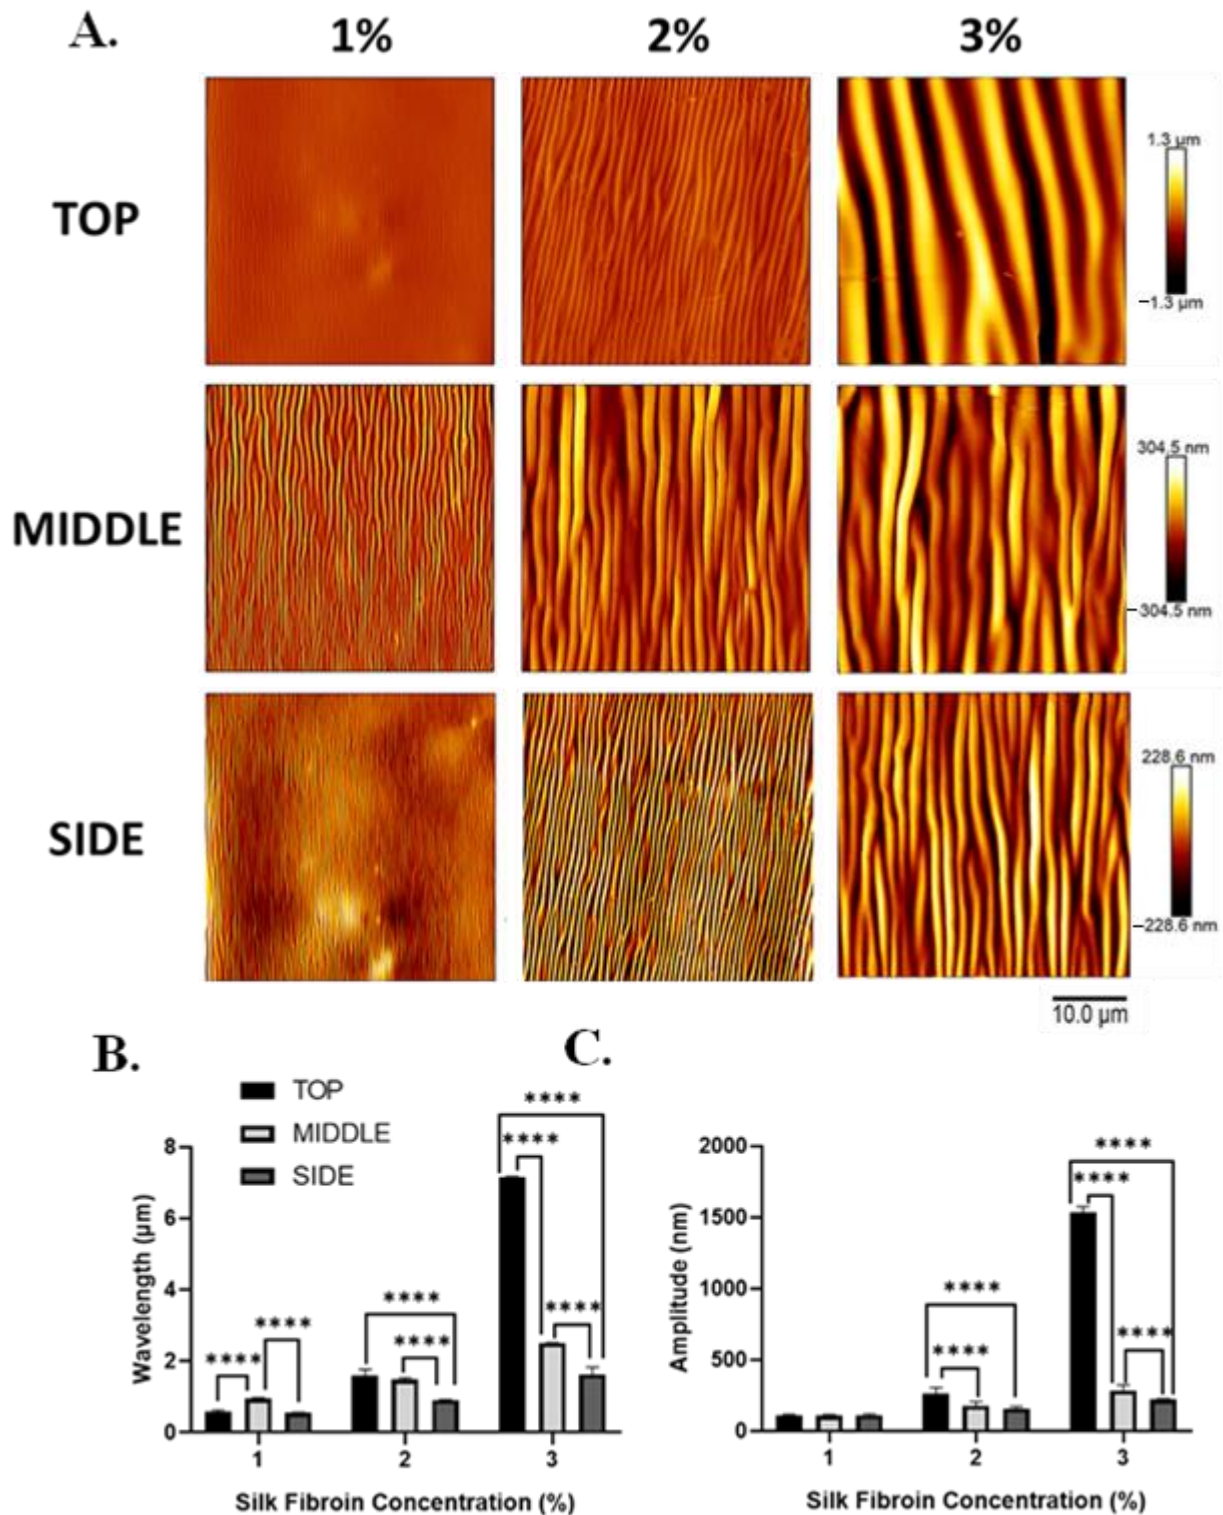 A.
1% 2% 3%
TOP
1.3 µm
−1.3 µm
MIDDLE
304.5 nm
−304.5 nm
SIDE
228.6 nm
−228.6 nm
10.0 µm
B.
TOP
MIDDLE
SIDE
Wavelength (µm)
8
6
4
2
0
**** **** **** **** **** **** ****
1 2 3
Silk Fibroin Concentration (%)
C.
Amplitude (nm)
2000
1500
1000
500
0
**** **** **** **** ****
1 2 3
Silk Fibroin Concentration (%)